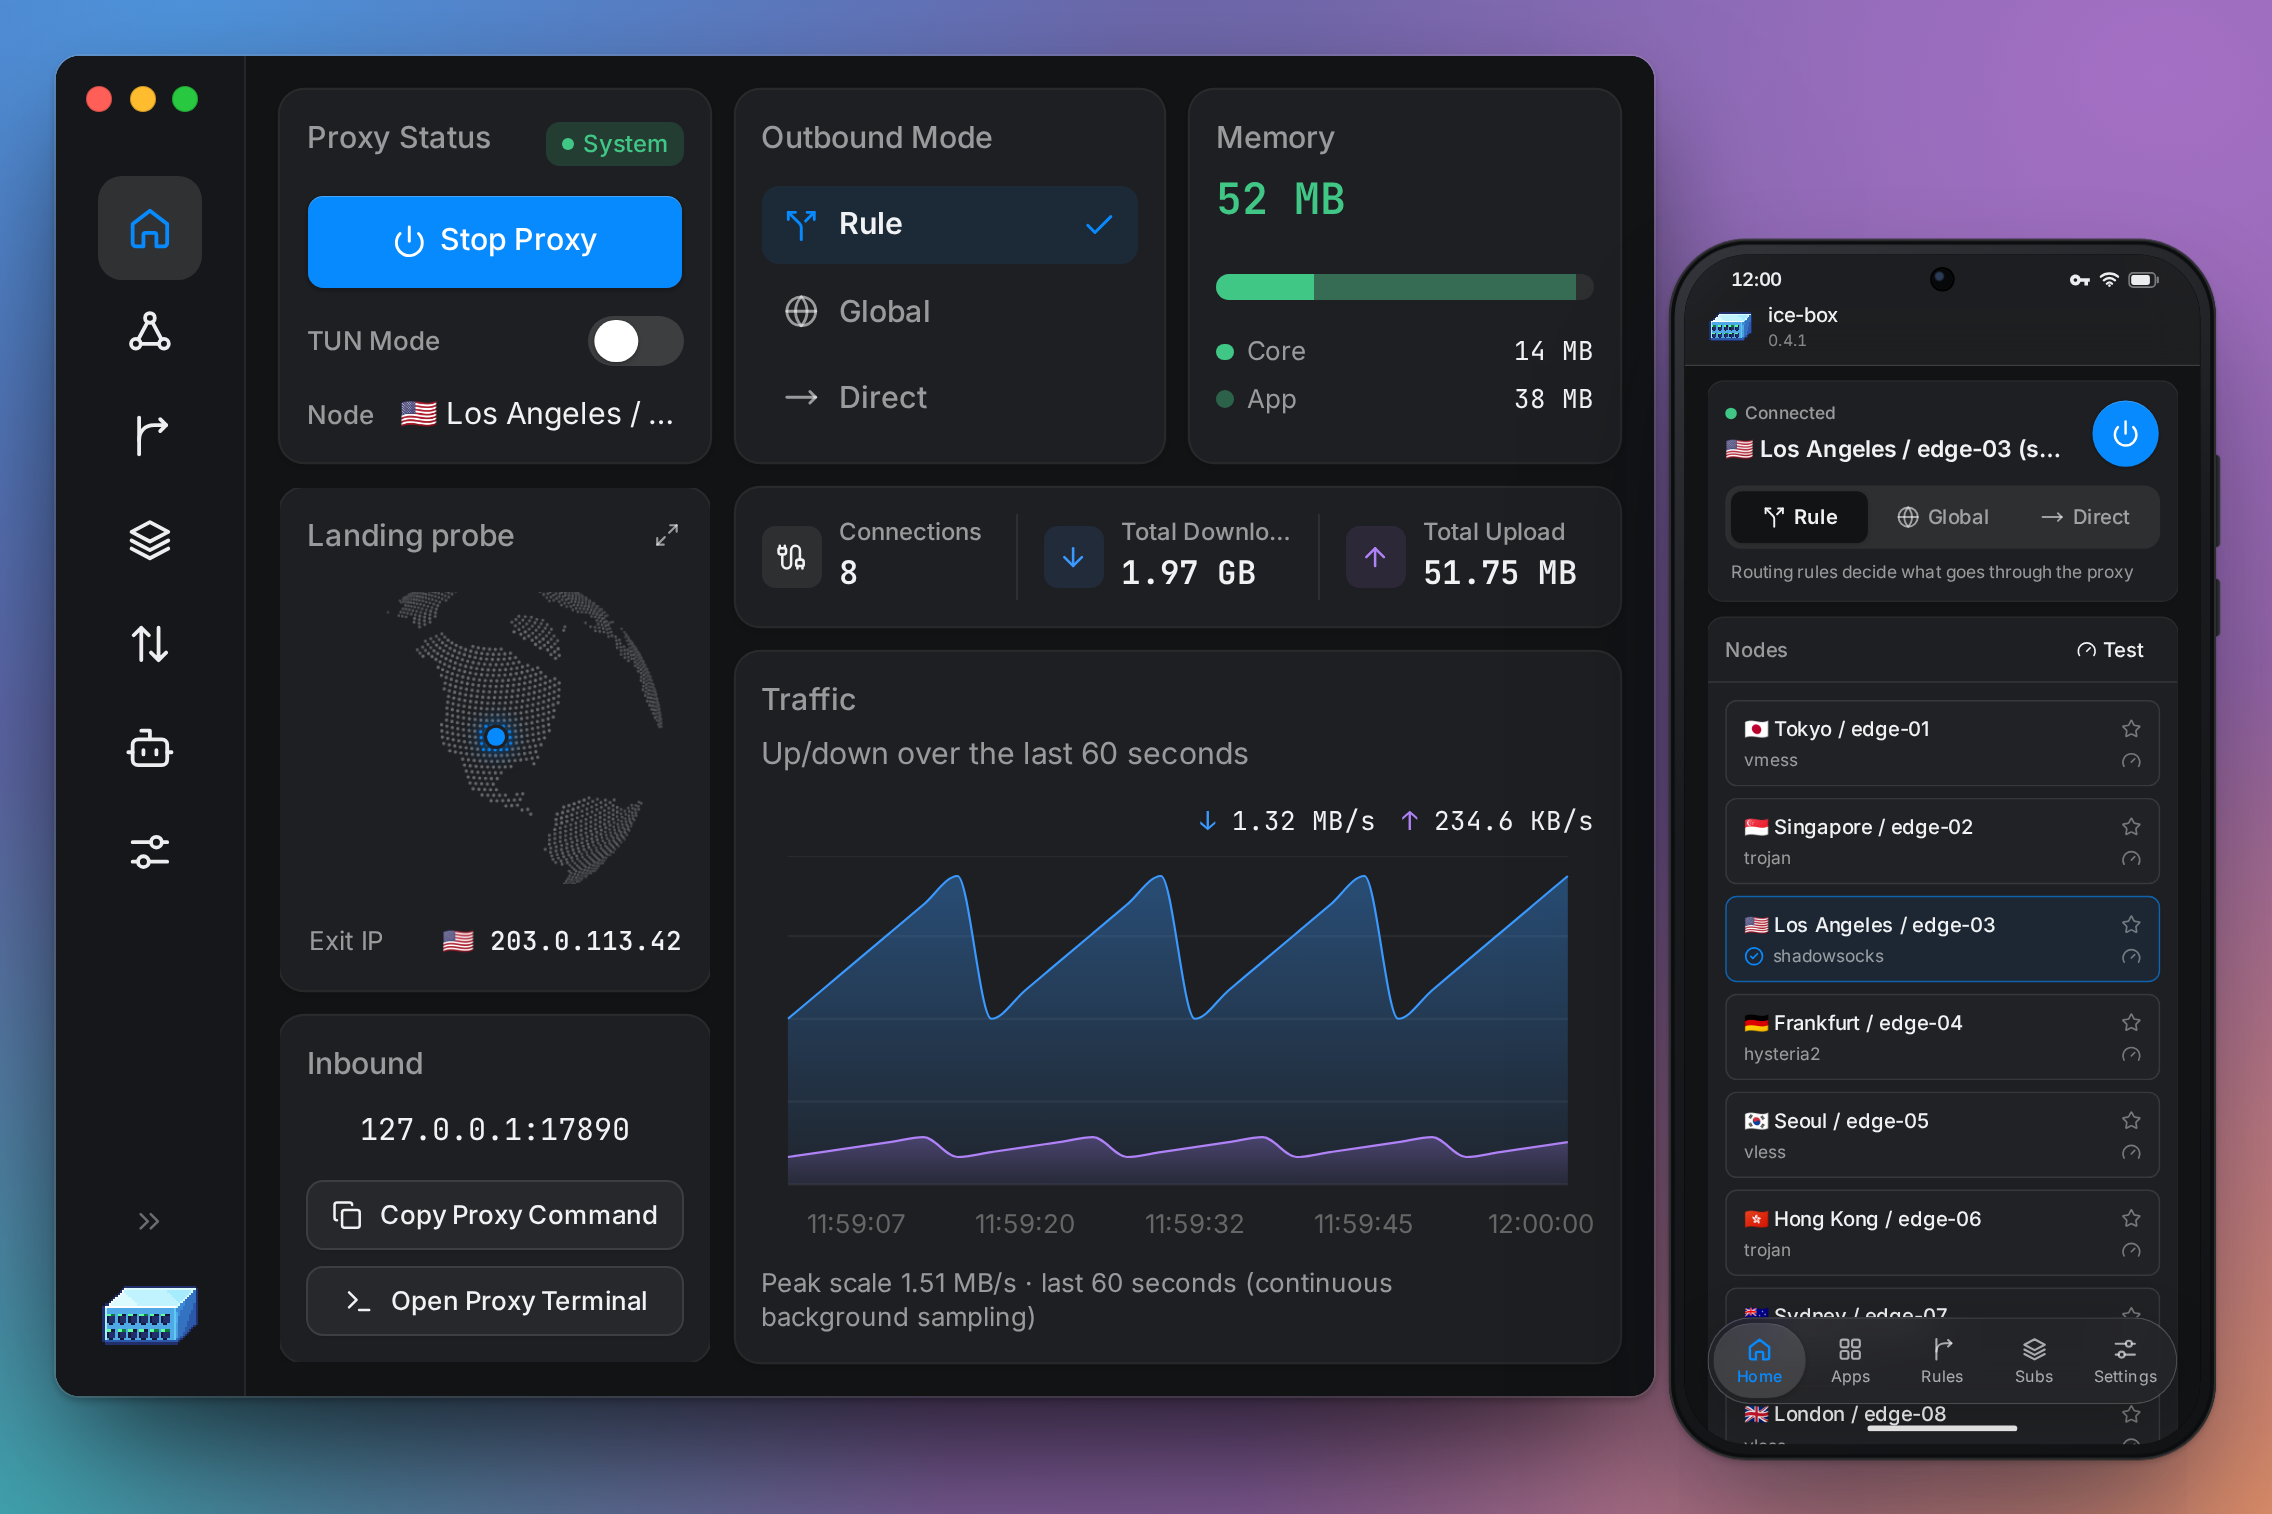 Proxy Status
System
Stop Proxy
TUN Mode
Node 🇺🇸 Los Angeles / ...
Outbound Mode
Rule
Global
Direct
Memory
52 MB
Core 14 MB
App 38 MB
Landing probe
Exit IP 🇺🇸 203.0.113.42
Connections
8
Total Downlo...
1.97 GB
Total Upload
51.75 MB
Traffic
Up/down over the last 60 seconds
↓ 1.32 MB/s ↑ 234.6 KB/s
11:59:07 11:59:20 11:59:32 11:59:45 12:00:00
Peak scale 1.51 MB/s · last 60 seconds (continuous
background sampling)
Inbound
127.0.0.1:17890
Copy Proxy Command
Open Proxy Terminal
12:00
ice-box
0.4.1
Connected
🇺🇸 Los Angeles / edge-03 (s...
Rule Global Direct
Routing rules decide what goes through the proxy
Nodes Test
🇯🇵 Tokyo / edge-01
vmess
🇸🇬 Singapore / edge-02
trojan
🇺🇸 Los Angeles / edge-03
shadowsocks
🇩🇪 Frankfurt / edge-04
hysteria2
🇰🇷 Seoul / edge-05
vless
🇭🇰 Hong Kong / edge-06
trojan
🇦🇺 Sydney / edge-07
Home Apps Rules Subs Settings
🇬🇧 London / edge-08
vless